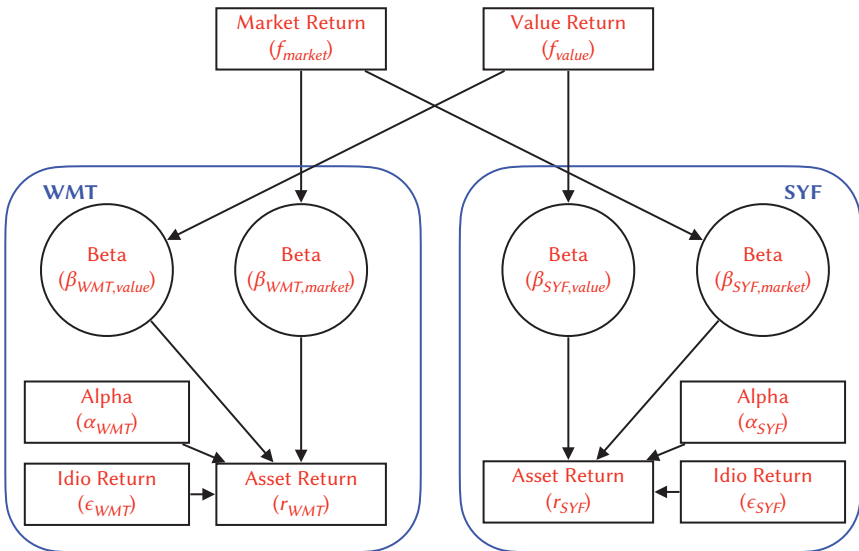 Market Return
(f_market)
Value Return
(f_value)
WMT
SYF
Beta
(β_WMT,value)
Beta
(β_WMT,market)
Beta
(β_SYF,value)
Beta
(β_SYF,market)
Alpha
(α_WMT)
Alpha
(α_SYF)
Idio Return
(ϵ_WMT)
Asset Return
(r_WMT)
Asset Return
(r_SYF)
Idio Return
(ϵ_SYF)